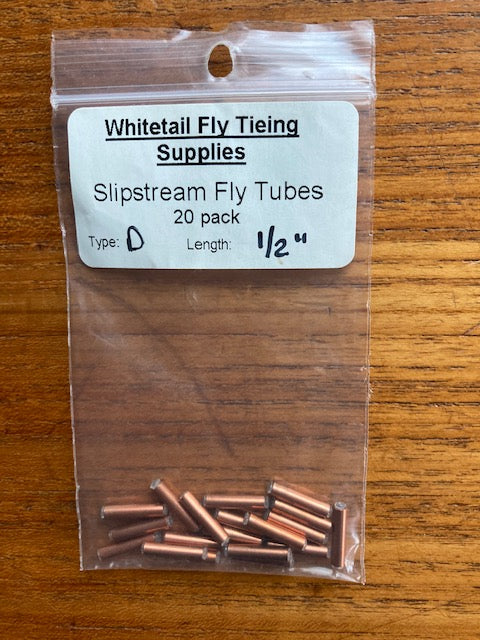 Whitetail Fly Tieing
Supplies
Slipstream Fly Tubes
20 pack
Type: D Length: 1/2"